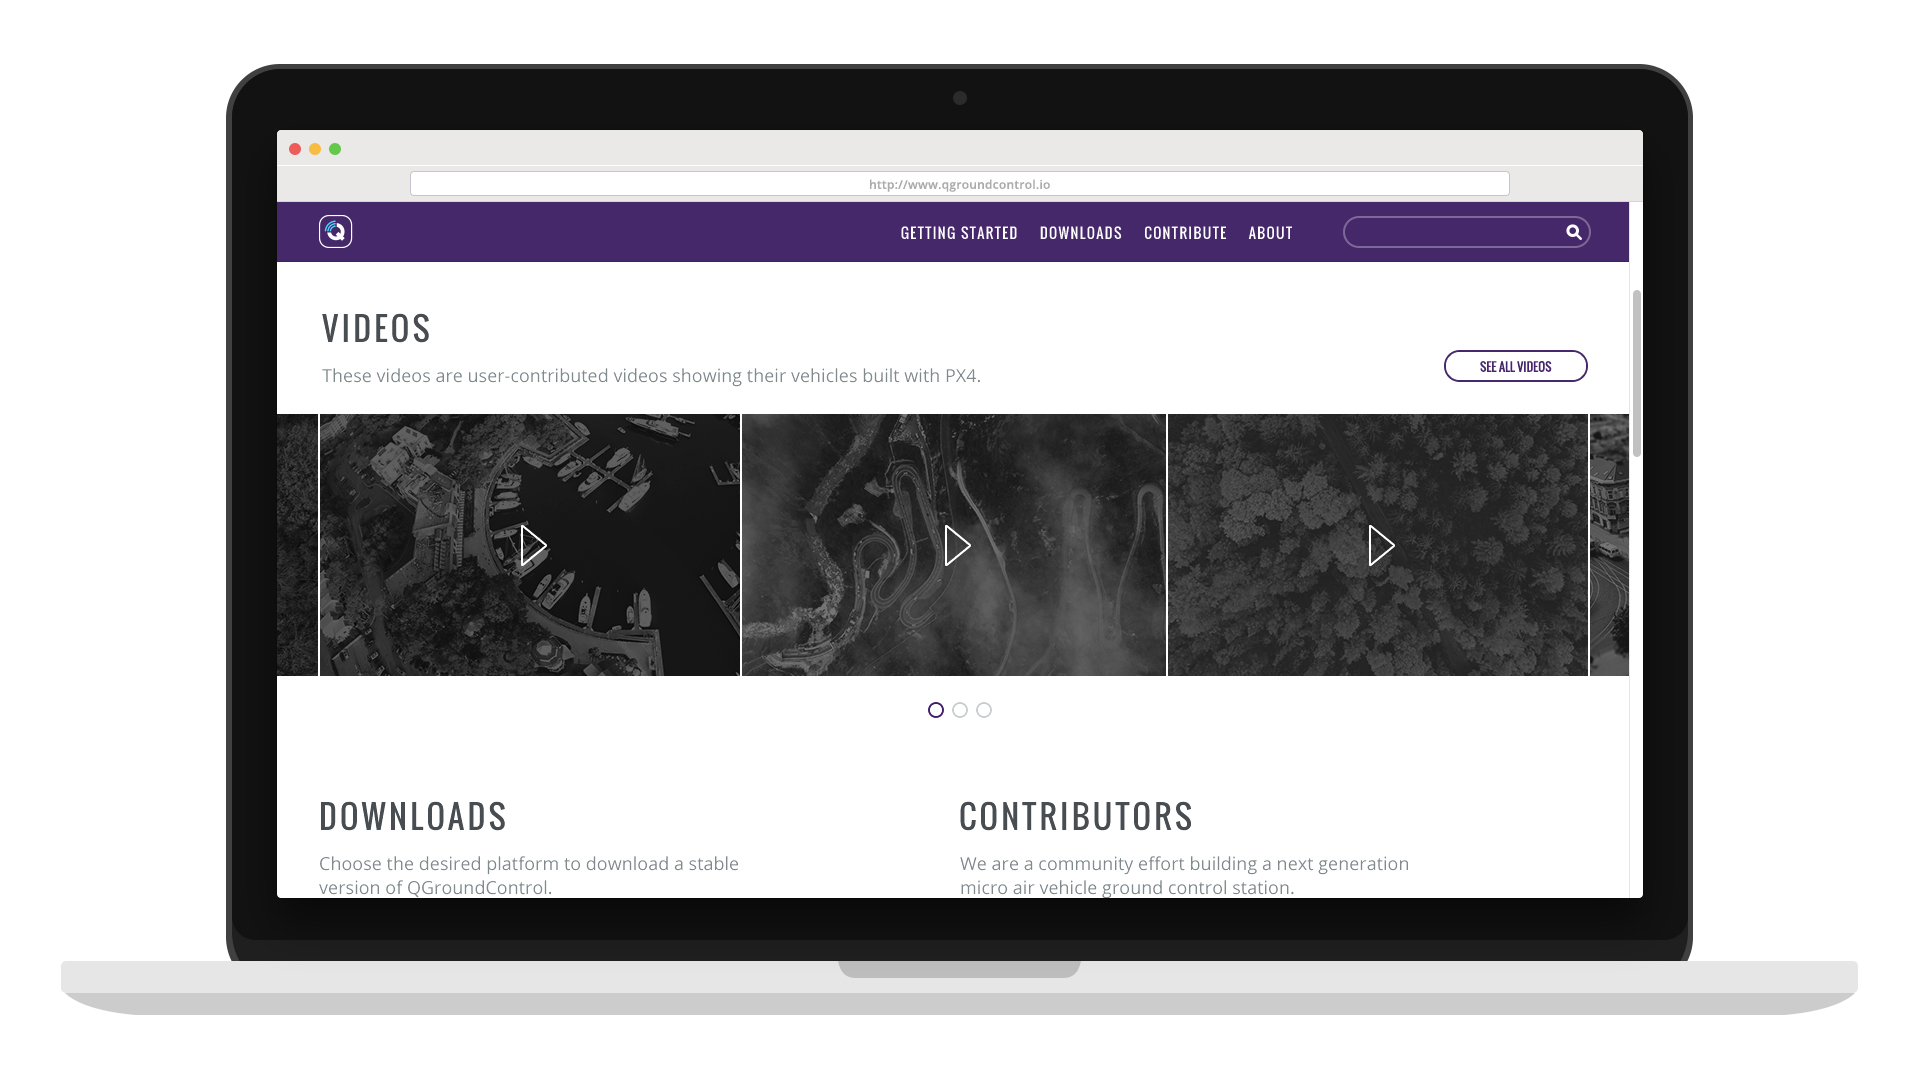 http://www.qgroundcontrol.io
Q
GETTING STARTED
DOWNLOADS
CONTRIBUTE
ABOUT
VIDEOS
These videos are user-contributed videos showing their vehicles built with PX4.
SEE ALL VIDEOS
DOWNLOADS
Choose the desired platform to download a stable
version of QGroundControl.
CONTRIBUTORS
We are a community effort building a next generation
micro air vehicle ground control station.